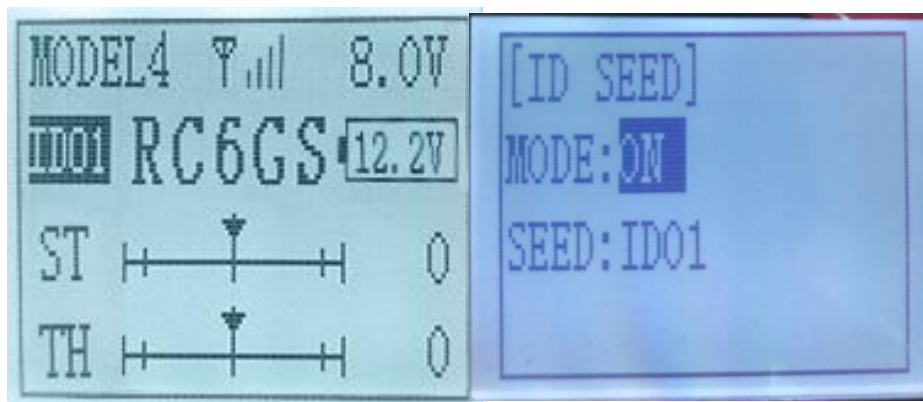 MODEL4 8.0V
ID01 RC6GS 12.2V
ST 0
TH 0
[ID SEED]
MODE:ON
SEED:ID01